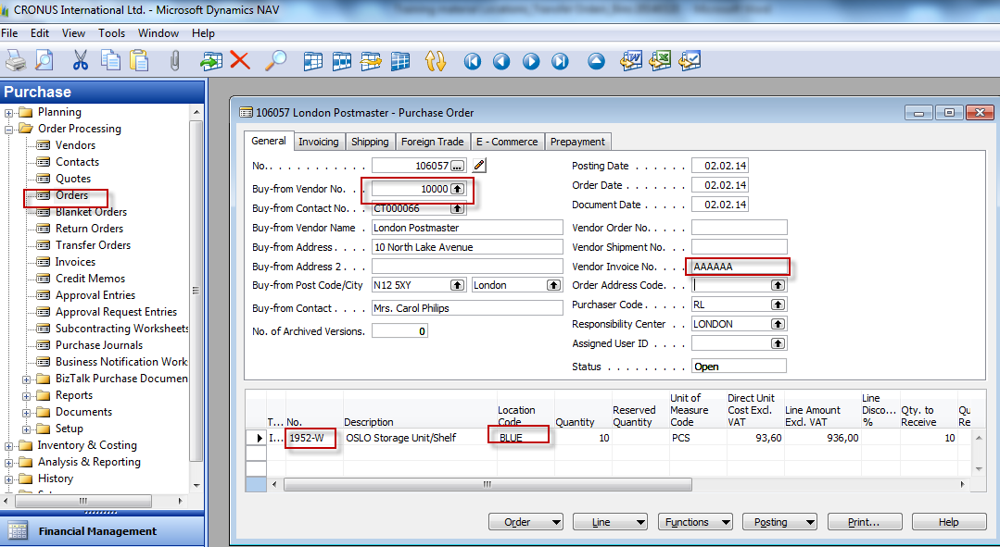 CRONUS International Ltd. - Microsoft Dynamics NAV
File Edit View Tools Window Help
Purchase
Planning
Order Processing
Vendors
Contacts
Quotes
Orders
Blanket Orders
Return Orders
Transfer Orders
Invoices
Credit Memos
Approval Entries
Approval Request Entries
Subcontracting Worksheets
Purchase Journals
Business Notification Work
BizTalk Purchase Documen
Reports
Documents
Setup
Inventory & Costing
Analysis & Reporting
History
Financial Management
106057 London Postmaster - Purchase Order
General Invoicing Shipping Foreign Trade E - Commerce Prepayment
No. . . . . . . . . . . . 106057 ...
Buy-from Vendor No. . . 10000
Buy-from Contact No. . . CT000066
Buy-from Vendor Name . London Postmaster
Buy-from Address . . . . 10 North Lake Avenue
Buy-from Address 2 . . .
Buy-from Post Code/City N12 5XY London
Buy-from Contact . . . . Mrs. Carol Philips
No. of Archived Versions. 0
Posting Date . . . . . . 02.02.14
Order Date . . . . . . . 02.02.14
Document Date . . . . . 02.02.14
Vendor Order No. . . . .
Vendor Shipment No. . .
Vendor Invoice No. . . . AAAAAA
Order Address Code. . .
Purchaser Code . . . . . RL
Responsibility Center . . LONDON
Assigned User ID . . . .
Status . . . . . . . . . Open
T... No. Description Location Code Quantity Reserved Quantity Unit of Measure Code Direct Unit Cost Excl. VAT Line Amount Excl. VAT Line Disco... % Qty. to Receive Qu Re
I... 1952-W OSLO Storage Unit/Shelf BLUE 10 PCS 93,60 936,00 10
Order Line Functions Posting Print... Help